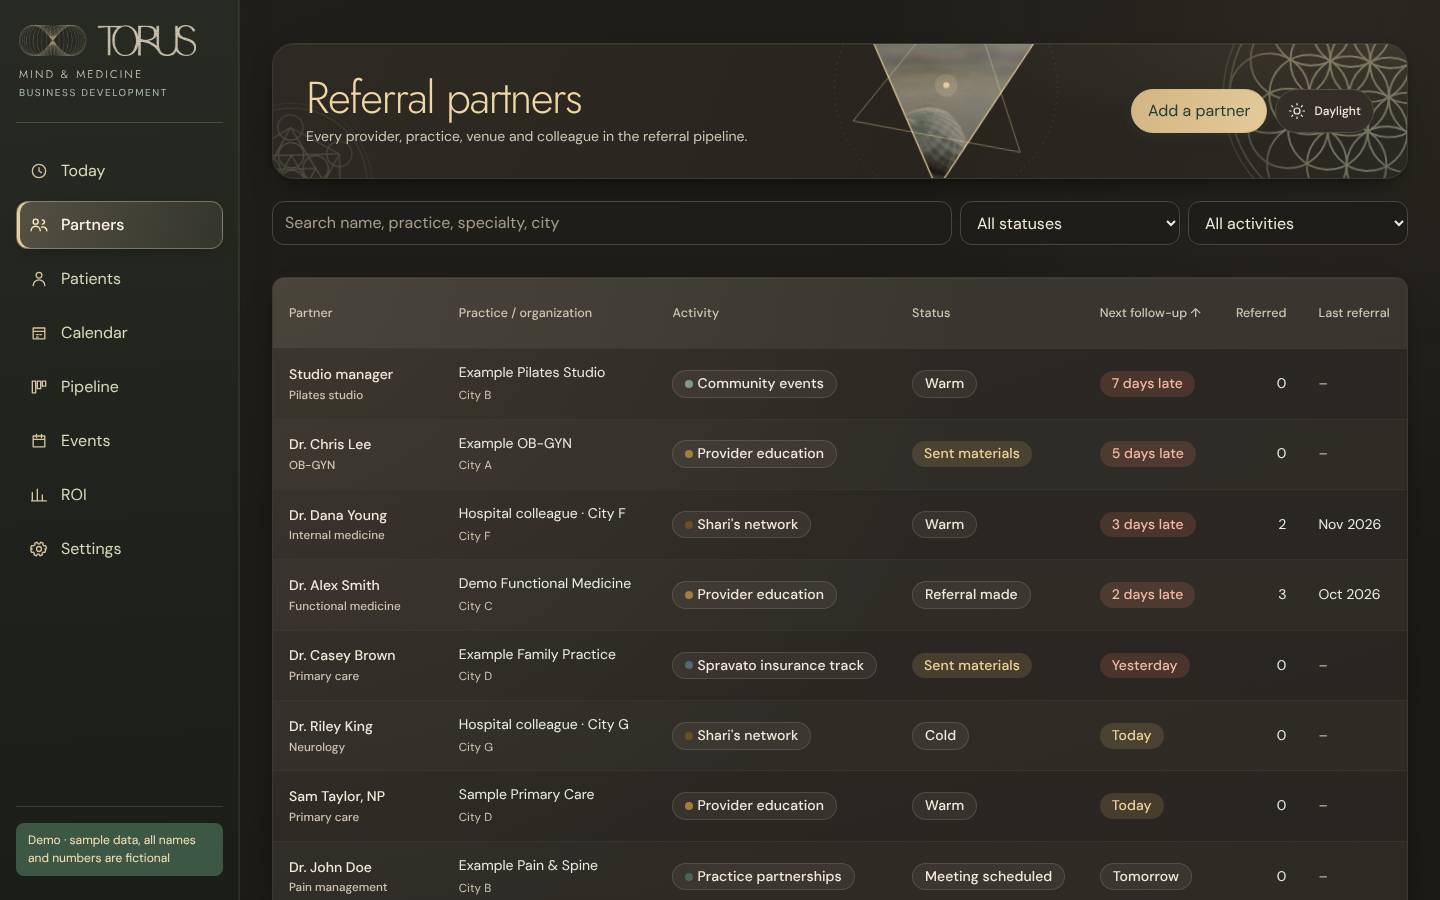 TORUS
MIND & MEDICINE
BUSINESS DEVELOPMENT
Today
Partners
Patients
Calendar
Pipeline
Events
ROI
Settings
Demo · sample data, all names
and numbers are fictional
Referral partners
Every provider, practice, venue and colleague in the referral pipeline.
Add a partner
Daylight
Search name, practice, specialty, city
All statuses
All activities
Partner Practice / organization Activity Status Next follow-up ↑ Referred Last referral
Studio manager Example Pilates Studio Community events Warm 7 days late 0 –
Pilates studio City B
Dr. Chris Lee Example OB-GYN Provider education Sent materials 5 days late 0 –
OB-GYN City A
Dr. Dana Young Hospital colleague · City F Shari's network Warm 3 days late 2 Nov 2026
Internal medicine City F
Dr. Alex Smith Demo Functional Medicine Provider education Referral made 2 days late 3 Oct 2026
Functional medicine City C
Dr. Casey Brown Example Family Practice Spravato insurance track Sent materials Yesterday 0 –
Primary care City D
Dr. Riley King Hospital colleague · City G Shari's network Cold Today 0 –
Neurology City G
Sam Taylor, NP Sample Primary Care Provider education Warm Today 0 –
Primary care City D
Dr. John Doe Example Pain & Spine Practice partnerships Meeting scheduled Tomorrow 0 –
Pain management City B